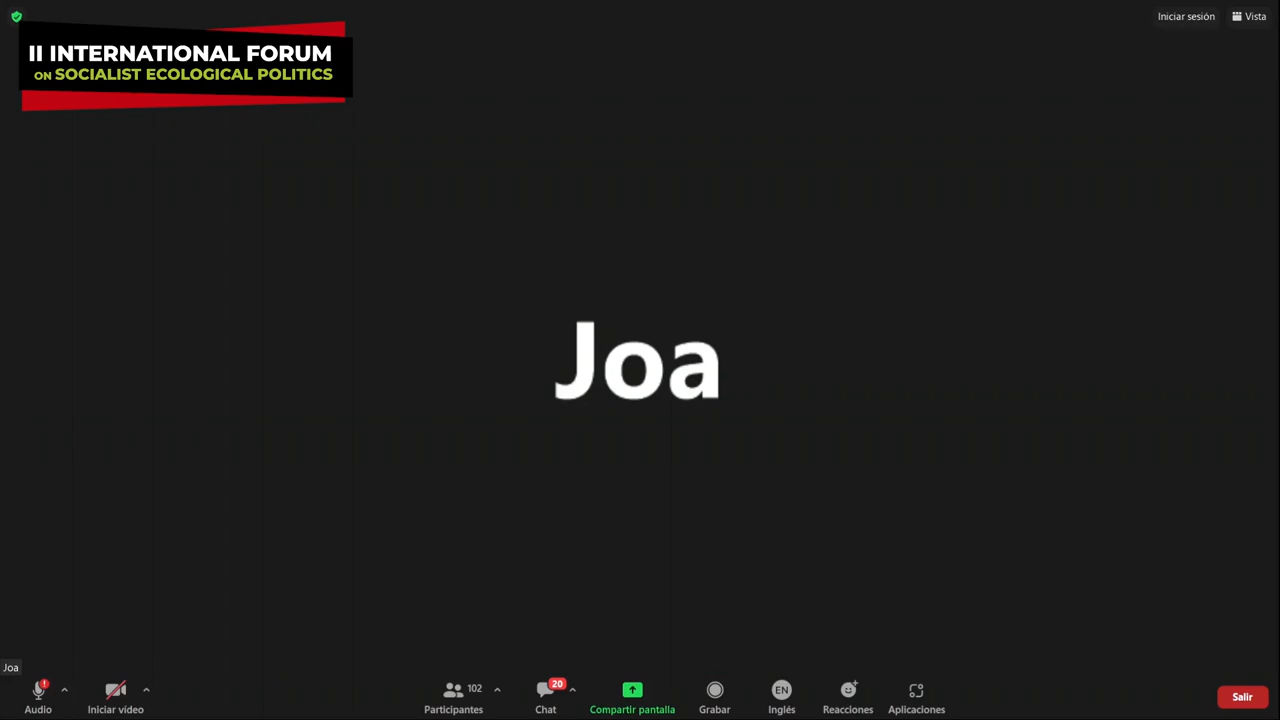 Iniciar sesión
Vista
II INTERNATIONAL FORUM
ON SOCIALIST ECOLOGICAL POLITICS
Joa
Joa
102
20
EN
Audio
Iniciar vídeo
Participantes
Chat
Compartir pantalla
Grabar
Inglés
Reacciones
Aplicaciones
Salir